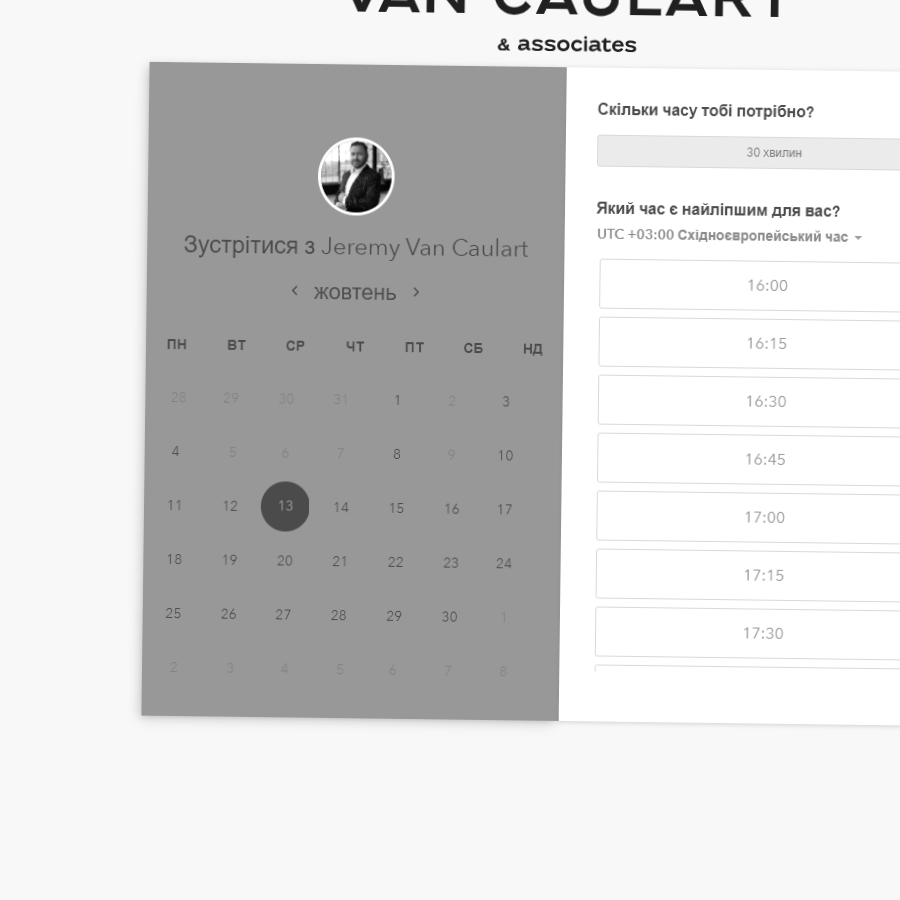 VAN CAULART
& associates
Зустрітися з Jeremy Van Caulart
‹ жовтень ›
ПН ВТ СР ЧТ ПТ СБ НД
28 29 30 31 1 2 3
4 5 6 7 8 9 10
11 12 13 14 15 16 17
18 19 20 21 22 23 24
25 26 27 28 29 30 1
2 3 4 5 6 7 8
Скільки часу тобі потрібно?
30 хвилин
Який час є найліпшим для вас?
UTC +03:00 Східноєвропейський час
16:00
16:15
16:30
16:45
17:00
17:15
17:30